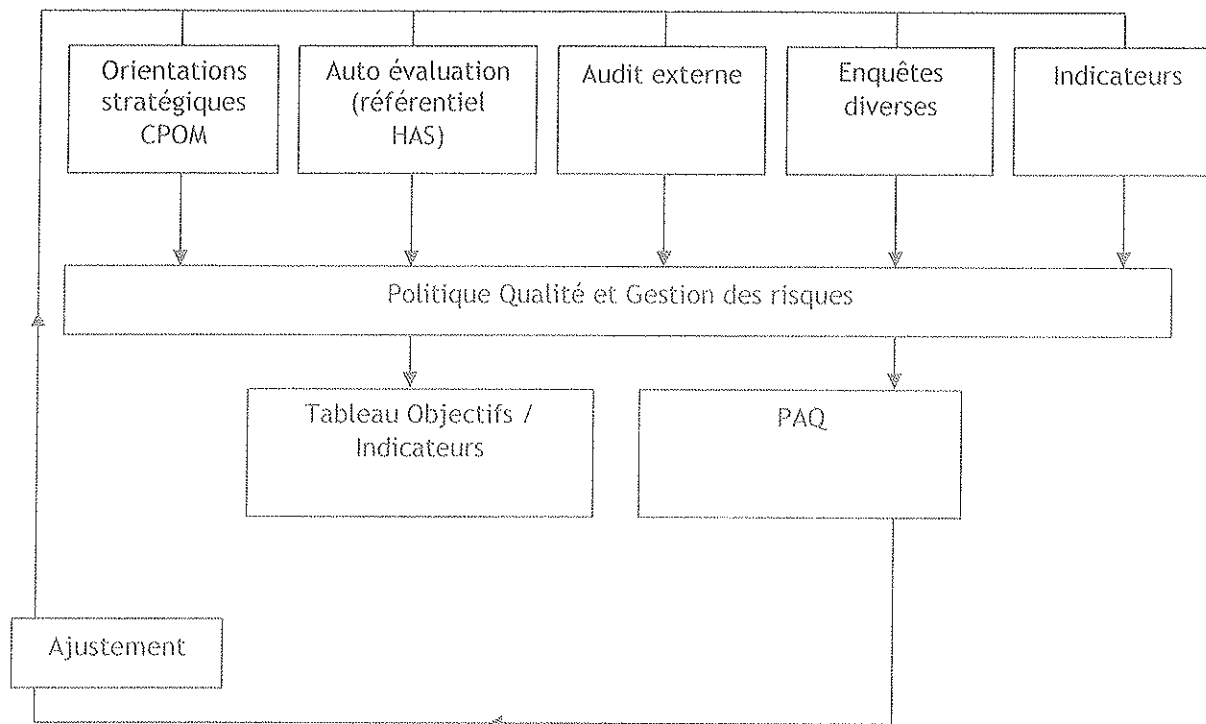 Orientations
stratégiques
CPOM
Auto évaluation
(référentiel
HAS)
Audit externe
Enquêtes
diverses
Indicateurs
Politique Qualité et Gestion des risques
Tableau Objectifs /
Indicateurs
PAQ
Ajustement